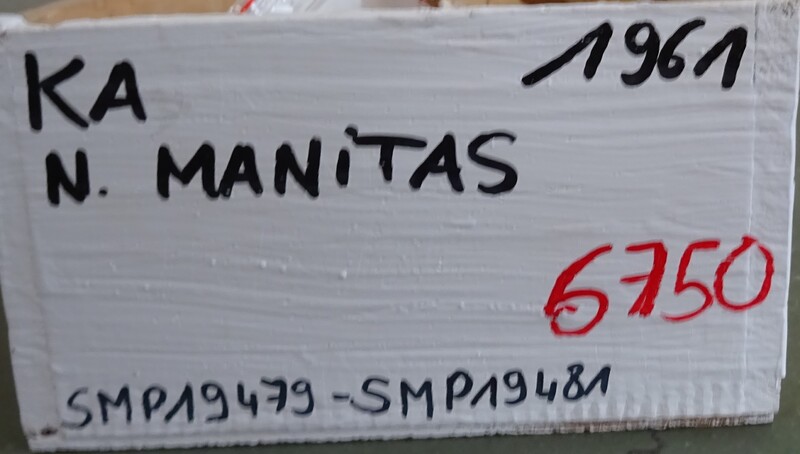 KA 1961
N. MANiTAS
6750
SMP19479-SMP19481